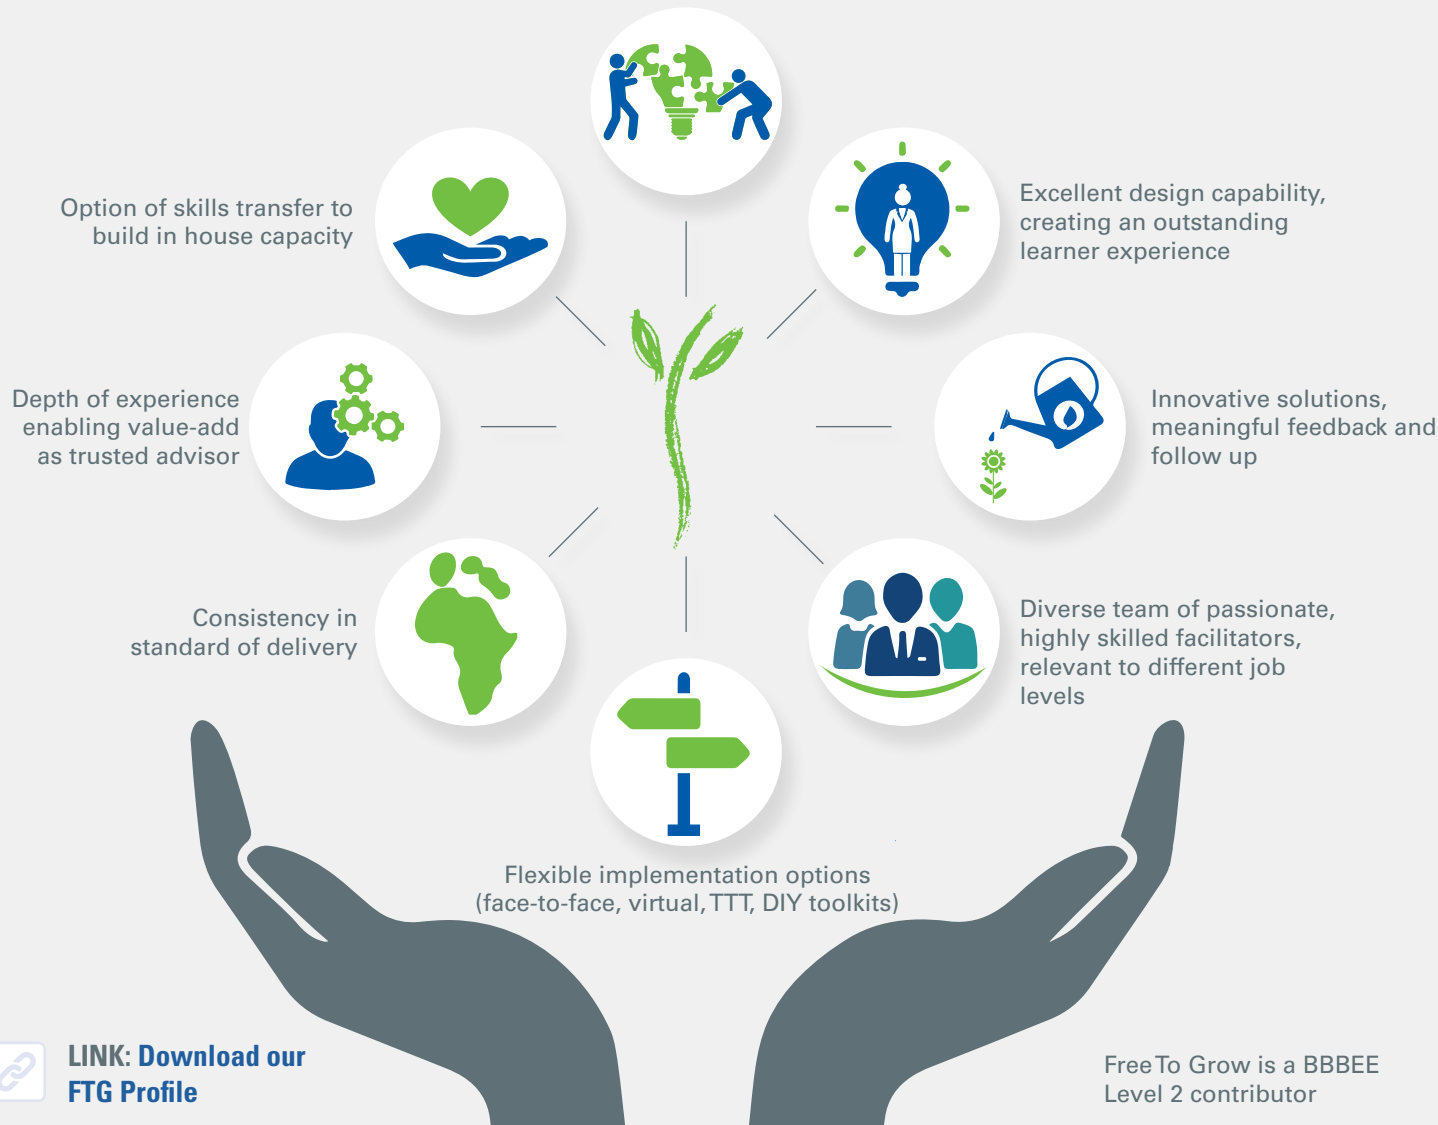 Option of skills transfer to
build in house capacity
Excellent design capability,
creating an outstanding
learner experience
Depth of experience
enabling value-add
as trusted advisor
Innovative solutions,
meaningful feedback and
follow up
Consistency in
standard of delivery
Diverse team of passionate,
highly skilled facilitators,
relevant to different job
levels
Flexible implementation options
(face-to-face, virtual, TTT, DIY toolkits)
LINK: Download our
FTG Profile
Free To Grow is a BBBEE
Level 2 contributor